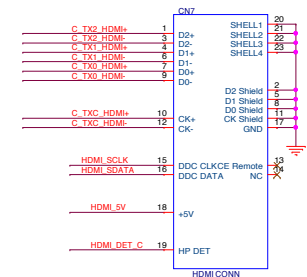 CN7
C_TX2_HDMI+ 1 D2+ SHELL1 20
C_TX2_HDMI- 3 D2- SHELL2 21
C_TX1_HDMI+ 4 D1+ SHELL3 22
C_TX1_HDMI- 6 D1- SHELL4 23
C_TX0_HDMI+ 7 D0+
C_TX0_HDMI- 9 D0-
D2 Shield 2
D1 Shield 5
D0 Shield 8
C_TXC_HDMI+ 10 CK+ CK Shield 11
C_TXC_HDMI- 12 CK- GND 17
HDMI_SCLK 15 DDC CLK CE Remote 13
HDMI_SDATA 16 DDC DATA NC 14
HDMI_5V 18 +5V
HDMI_DET_C 19 HP DET
HDMI CONN